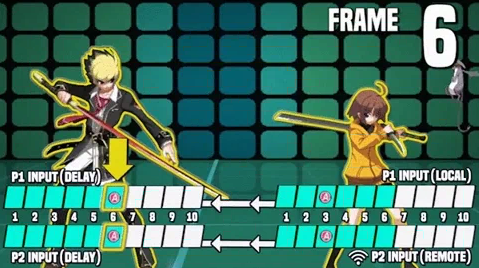 FRAME 6
P1 INPUT (DELAY)
P1 INPUT (LOCAL)
A
A
1 2 3 4 5 6 7 8 9 10
1 2 3 4 5 6 7 8 9 10
A
A
P2 INPUT (DELAY)
P2 INPUT (REMOTE)